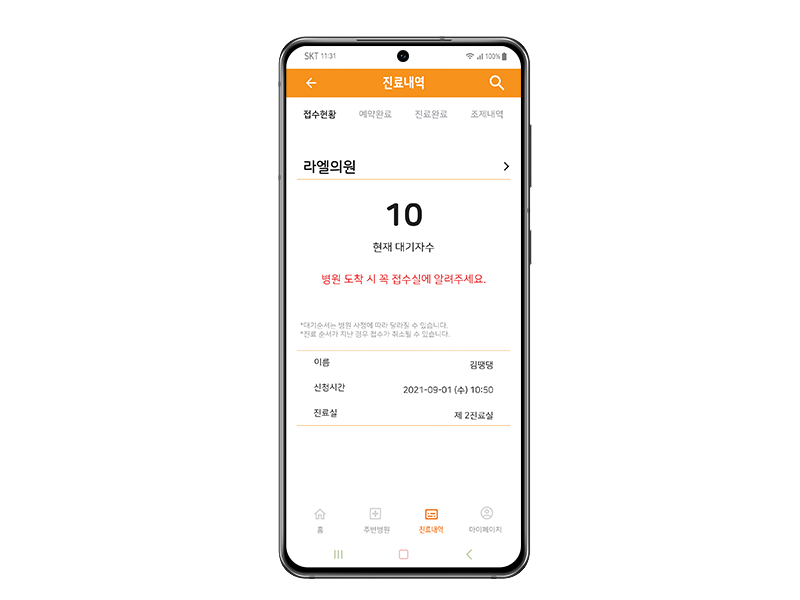 SKT 11:31 100%
진료내역
접수현황 예약완료 진료완료 조제내역
라엘의원
10
현재 대기자수
병원 도착 시 꼭 접수실에 알려주세요.
*대기순서는 병원 사정에 따라 달라질 수 있습니다.
*진료 순서가 지난 경우 접수가 취소될 수 있습니다.
이름 김땡댕
신청시간 2021-09-01 (수) 10:50
진료실 제 2진료실
홈 주변병원 진료내역 마이페이지